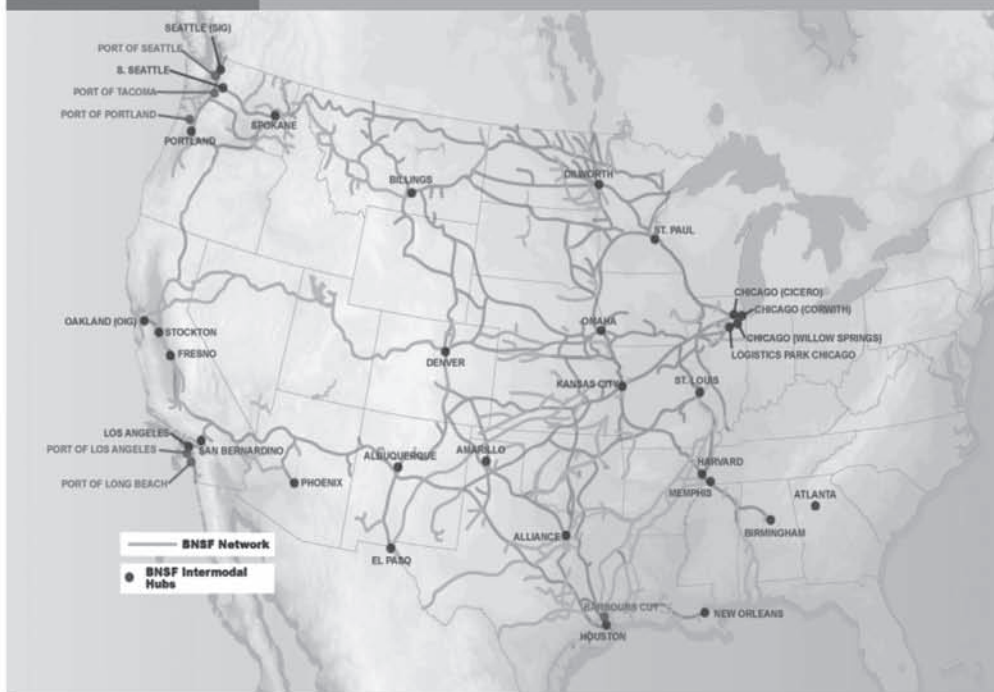 SEATTLE (SIG)
PORT OF SEATTLE
S. SEATTLE
PORT OF TACOMA
PORT OF PORTLAND
SPOKANE
PORTLAND
BILLINGS
DILWORTH
ST. PAUL
CHICAGO (CICERO)
CHICAGO (CORWITH)
OAKLAND (OIG)
STOCKTON
OMAHA
CHICAGO (WILLOW SPRINGS)
FRESNO
DENVER
LOGISTICS PARK CHICAGO
KANSAS CITY
ST. LOUIS
LOS ANGELES
PORT OF LOS ANGELES
SAN BERNARDINO
ALBUQUERQUE
AMARILLO
HARVARD
PORT OF LONG BEACH
PHOENIX
MEMPHIS
ATLANTA
BIRMINGHAM
ALLIANCE
BNSF Network
EL PASO
BNSF Intermodal
Hubs
BARBOURS CUT
NEW ORLEANS
HOUSTON